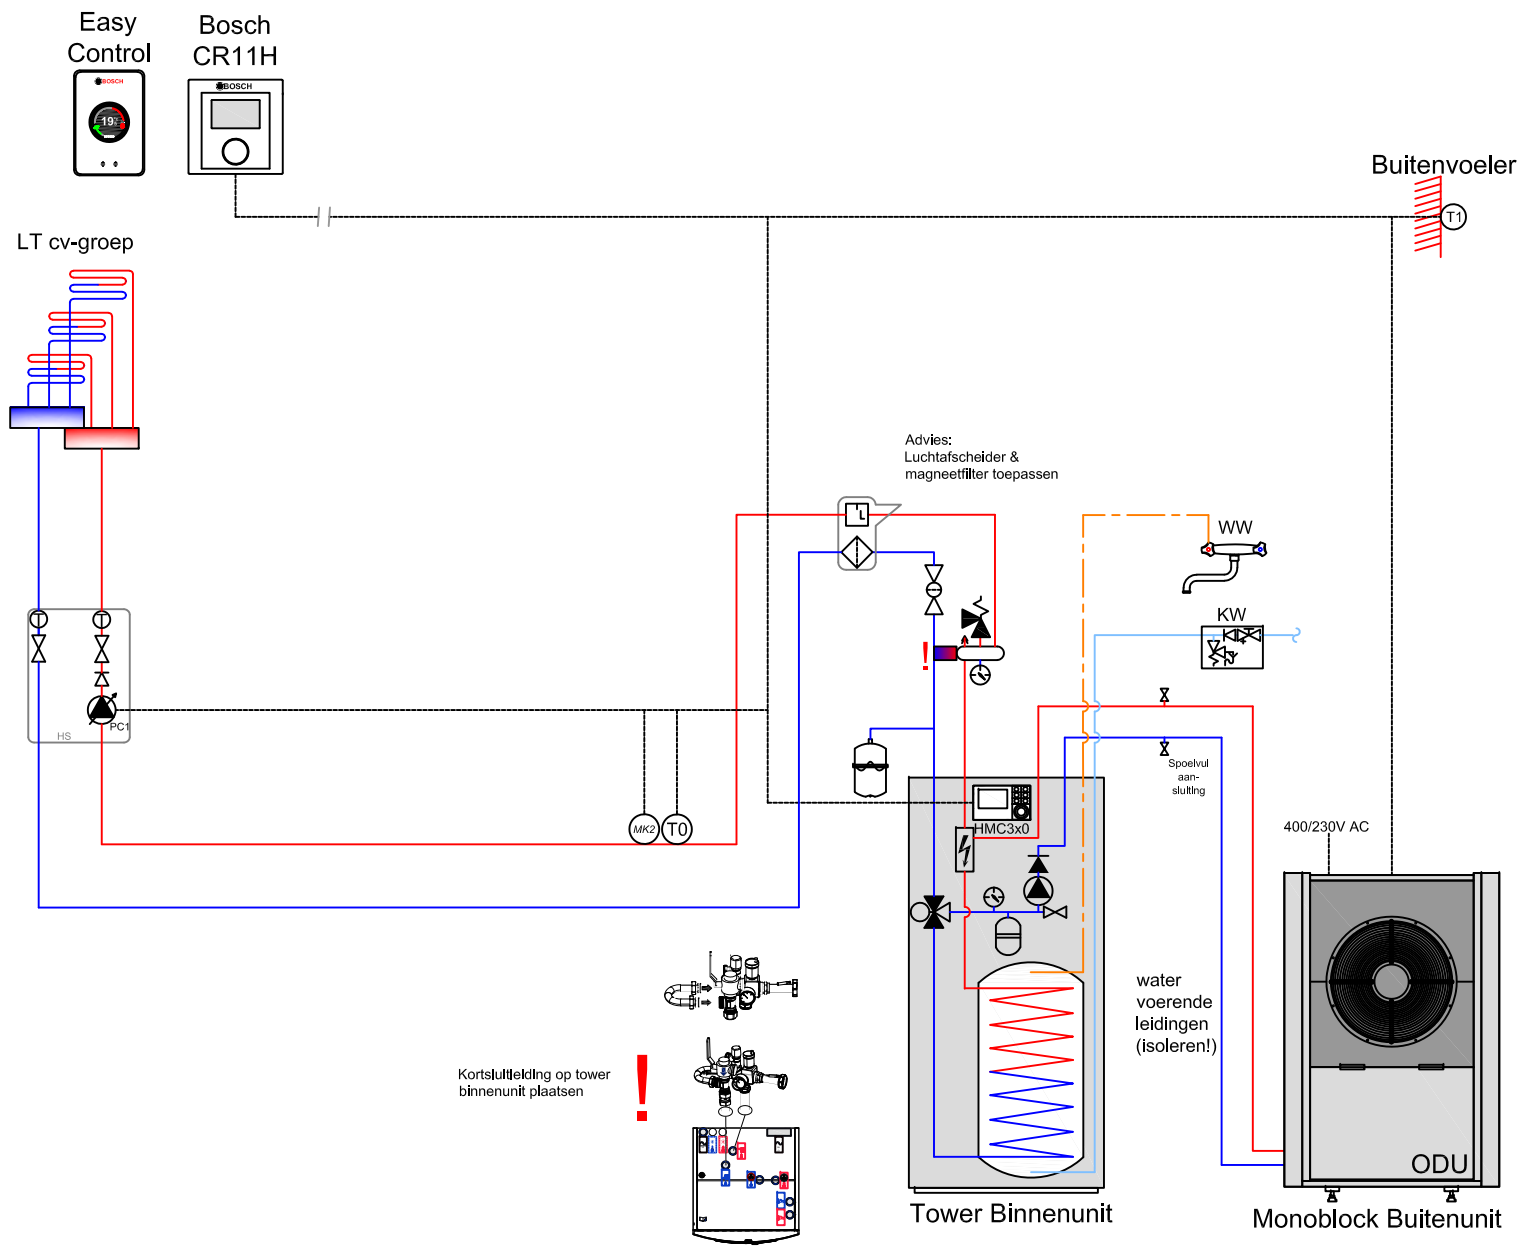 Easy
Control
Bosch
CR11H
BOSCH
BOSCH
19
Buitenvoeler
T1
LT cv-groep
Advies:
Luchtafscheider &
magneetfilter toepassen
L
WW
KW
T
T
PC1
HS
MK2
T0
Spoelvul
aan-
sluiting
HMC3x0
400/230V AC
water
voerende
leidingen
(isoleren!)
!
Kortsluitleiding op tower
binnenunit plaatsen
!
ODU
Tower Binnenunit
Monoblock Buitenunit